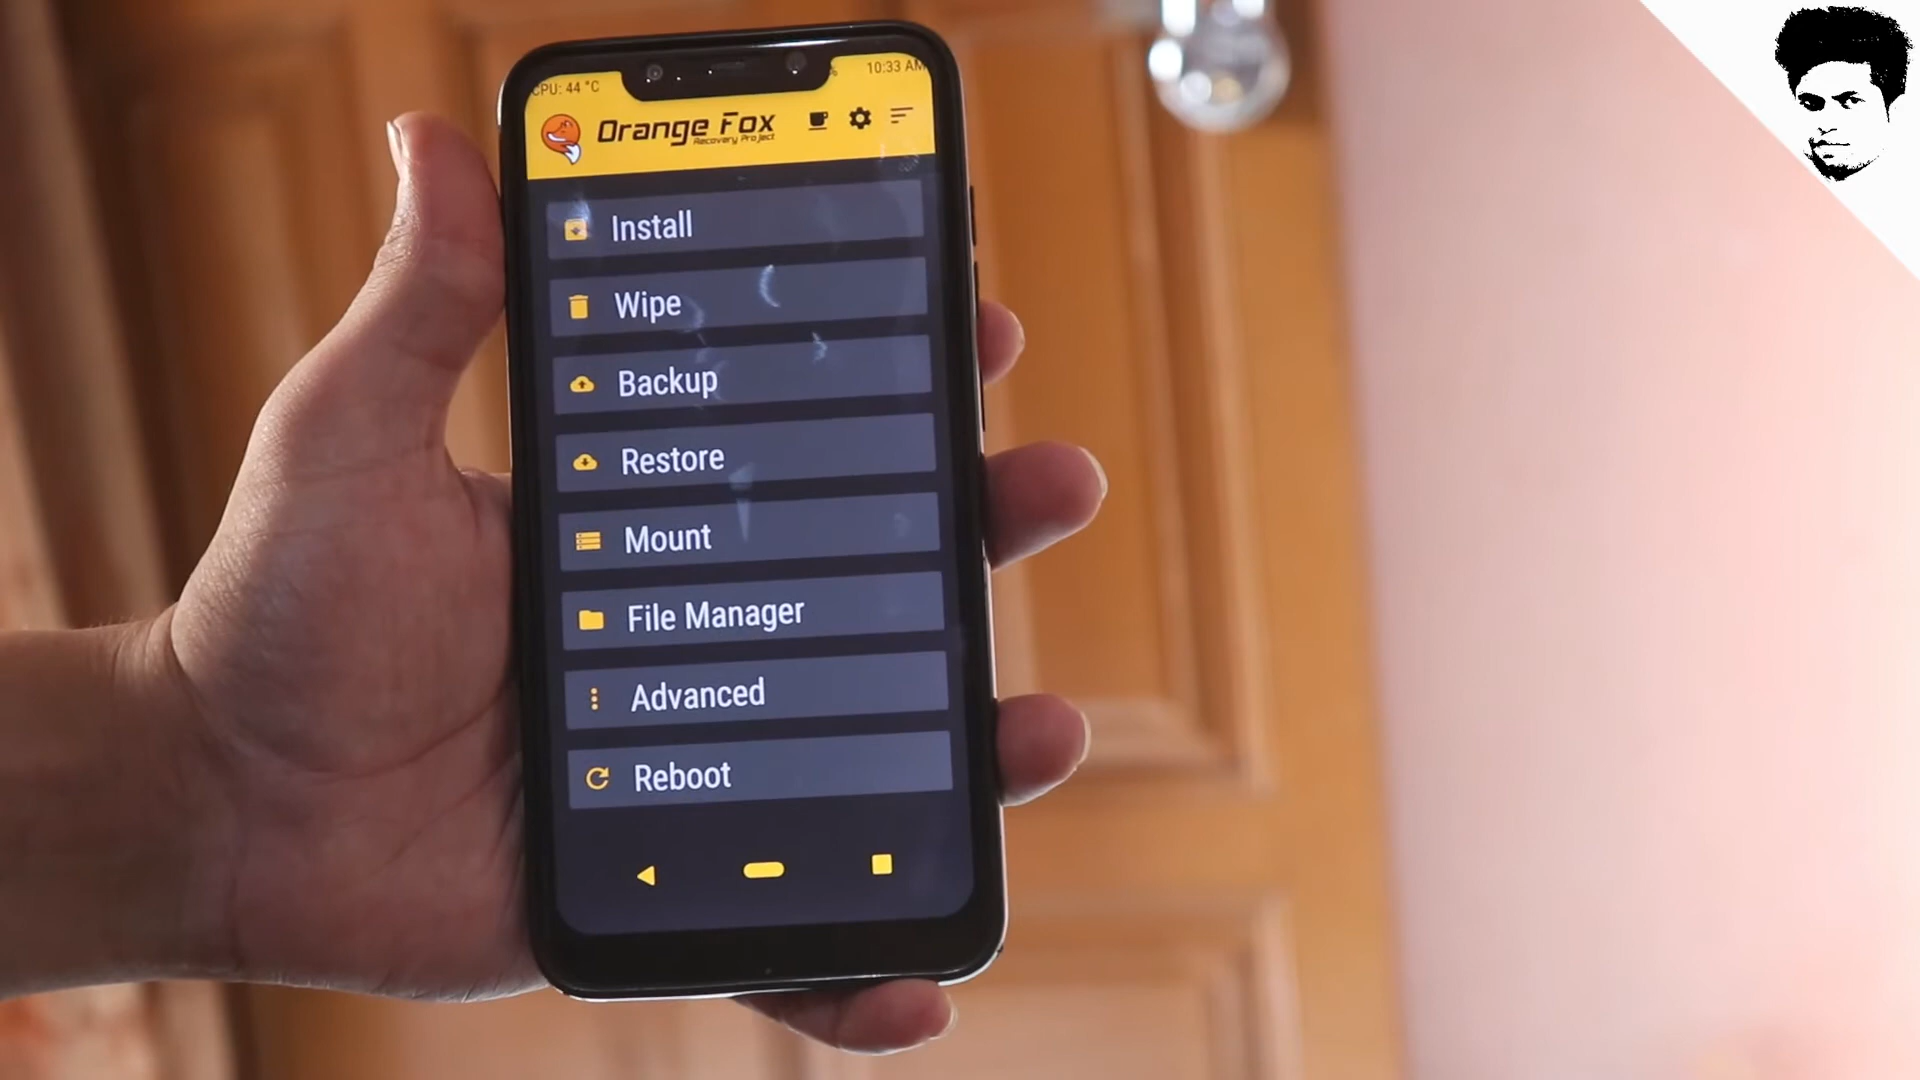 CPU: 44 °C
10:33 AM
Orange Fox
Recovery Project
Install
Wipe
Backup
Restore
Mount
File Manager
Advanced
Reboot